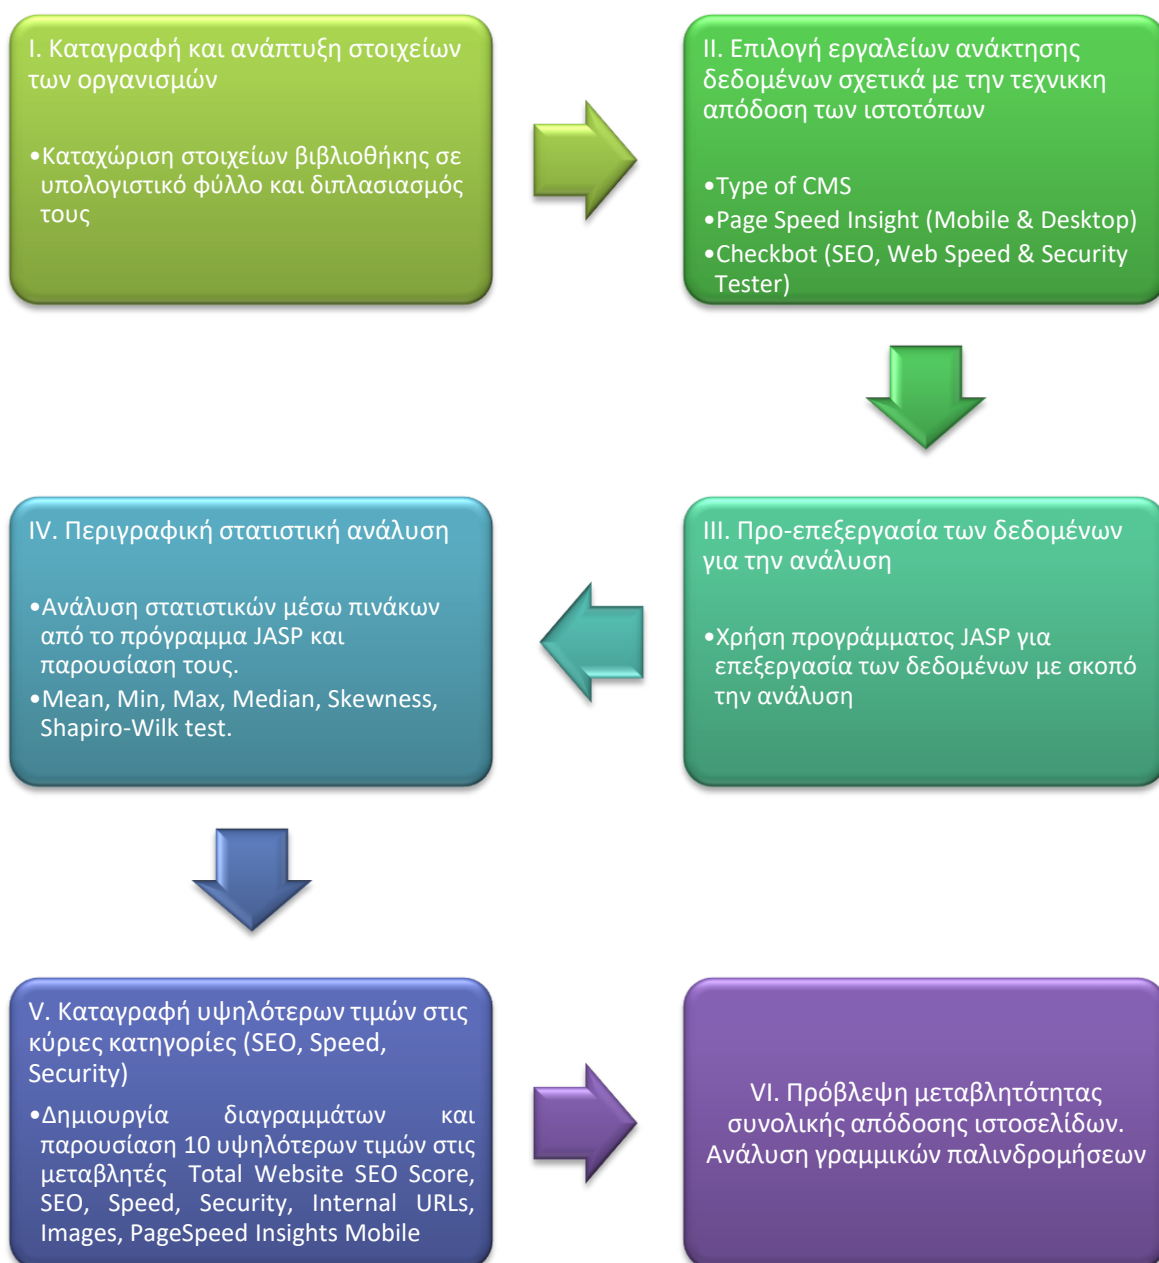 I. Καταγραφή και ανάπτυξη στοιχείων
των οργανισμών
•Καταχώριση στοιχείων βιβλιοθήκης σε
υπολογιστικό φύλλο και διπλασιασμός
τους
II. Επιλογή εργαλείων ανάκτησης
δεδομένων σχετικά με την τεχνικκη
απόδοση των ιστοτόπων
•Type of CMS
•Page Speed Insight (Mobile & Desktop)
•Checkbot (SEO, Web Speed & Security
Tester)
III. Προ-επεξεργασία των δεδομένων
για την ανάλυση
•Χρήση προγράμματος JASP για
επεξεργασία των δεδομένων με σκοπό
την ανάλυση
IV. Περιγραφική στατιστική ανάλυση
•Ανάλυση στατιστικών μέσω πινάκων
από το πρόγραμμα JASP και
παρουσίαση τους.
•Mean, Min, Max, Median, Skewness,
Shapiro-Wilk test.
V. Καταγραφή υψηλότερων τιμών στις
κύριες κατηγορίες (SEO, Speed,
Security)
•Δημιουργία διαγραμμάτων και
παρουσίαση 10 υψηλότερων τιμών στις
μεταβλητές Total Website SEO Score,
SEO, Speed, Security, Internal URLs,
Images, PageSpeed Insights Mobile
VI. Πρόβλεψη μεταβλητότητας
συνολικής απόδοσης ιστοσελίδων.
Ανάλυση γραμμικών παλινδρομήσεων